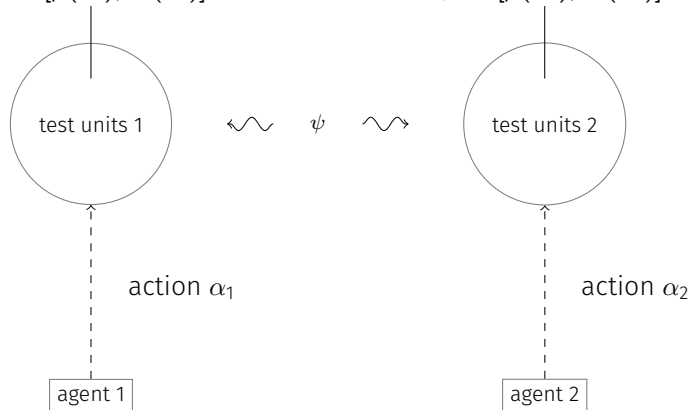 test units 1
ψ
test units 2
action α₁
action α₂
agent 1
agent 2